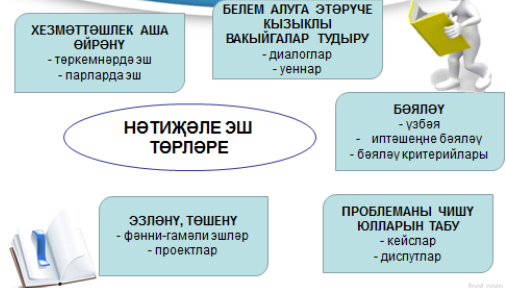 ХЕЗМӘТТӘШЛЕК АША
ӨЙРӘНҮ
- төркемнәрдә эш
- парларда эш
БЕЛЕМ АЛУГА ЭТӘРҮЧЕ
КЫЗЫКЛЫ
ВАКЫЙГАЛАР ТУДЫРУ
- диалоглар
- уеннар
НӘТИҖӘЛЕ ЭШ
ТӨРЛӘРЕ
БӘЯЛӘҮ
- үзбәя
- иптәшеңне бәяләү
- бәяләү критерийлары
ЭЗЛӘНҮ, ТӨШЕНҮ
- фәнни-гамәли эшләр
- проектлар
ПРОБЛЕМАНЫ ЧИШҮ
ЮЛЛАРЫН ТАБУ
- кейслар
- диспутлар